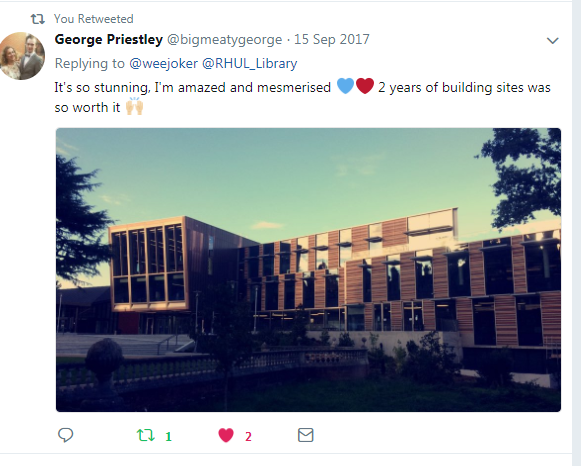 You Retweeted
George Priestley @bigmeatygeorge · 15 Sep 2017
Replying to @weejoker @RHUL_Library
It's so stunning, I'm amazed and mesmerised 💙❤️ 2 years of building sites was
so worth it 🙌🏻
1 2